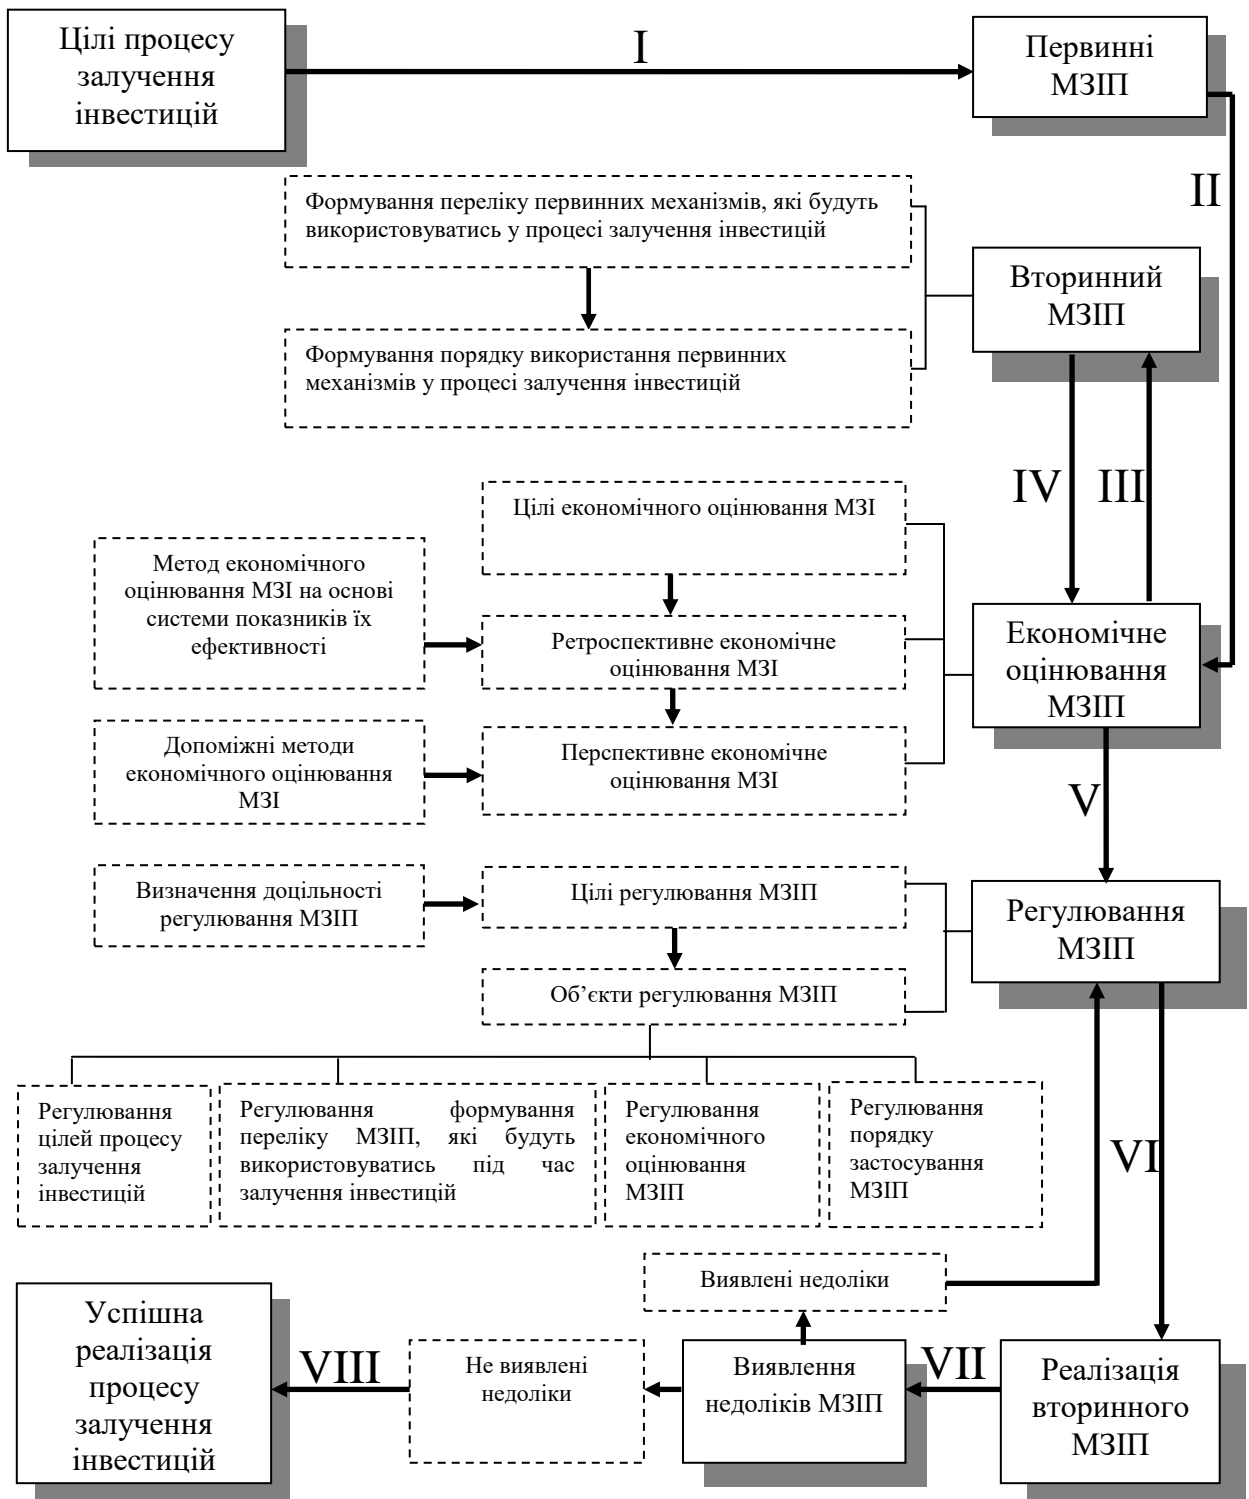 Цілі процесу
залучення
інвестицій
I
Первинні
МЗІП
II
Формування переліку первинних механізмів, які будуть
використовуватись у процесі залучення інвестицій
Вторинний
МЗІП
Формування порядку використання первинних
механізмів у процесі залучення інвестицій
IV
III
Цілі економічного оцінювання МЗІ
Метод економічного
оцінювання МЗІ на основі
системи показників їх
ефективності
Ретроспективне економічне
оцінювання МЗІ
Економічне
оцінювання
МЗІП
Допоміжні методи
економічного оцінювання
МЗІ
Перспективне економічне
оцінювання МЗІ
V
Визначення доцільності
регулювання МЗІП
Цілі регулювання МЗІП
Регулювання
МЗІП
Об’єкти регулювання МЗІП
Регулювання
цілей процесу
залучення
інвестицій
Регулювання формування
переліку МЗІП, які будуть
використовуватись під час
залучення інвестицій
Регулювання
економічного
оцінювання
МЗІП
Регулювання
порядку
застосування
МЗІП
VI
Виявлені недоліки
Успішна
реалізація
процесу
залучення
інвестицій
VIII
Не виявлені
недоліки
Виявлення
недоліків МЗІП
VII
Реалізація
вторинного
МЗІП